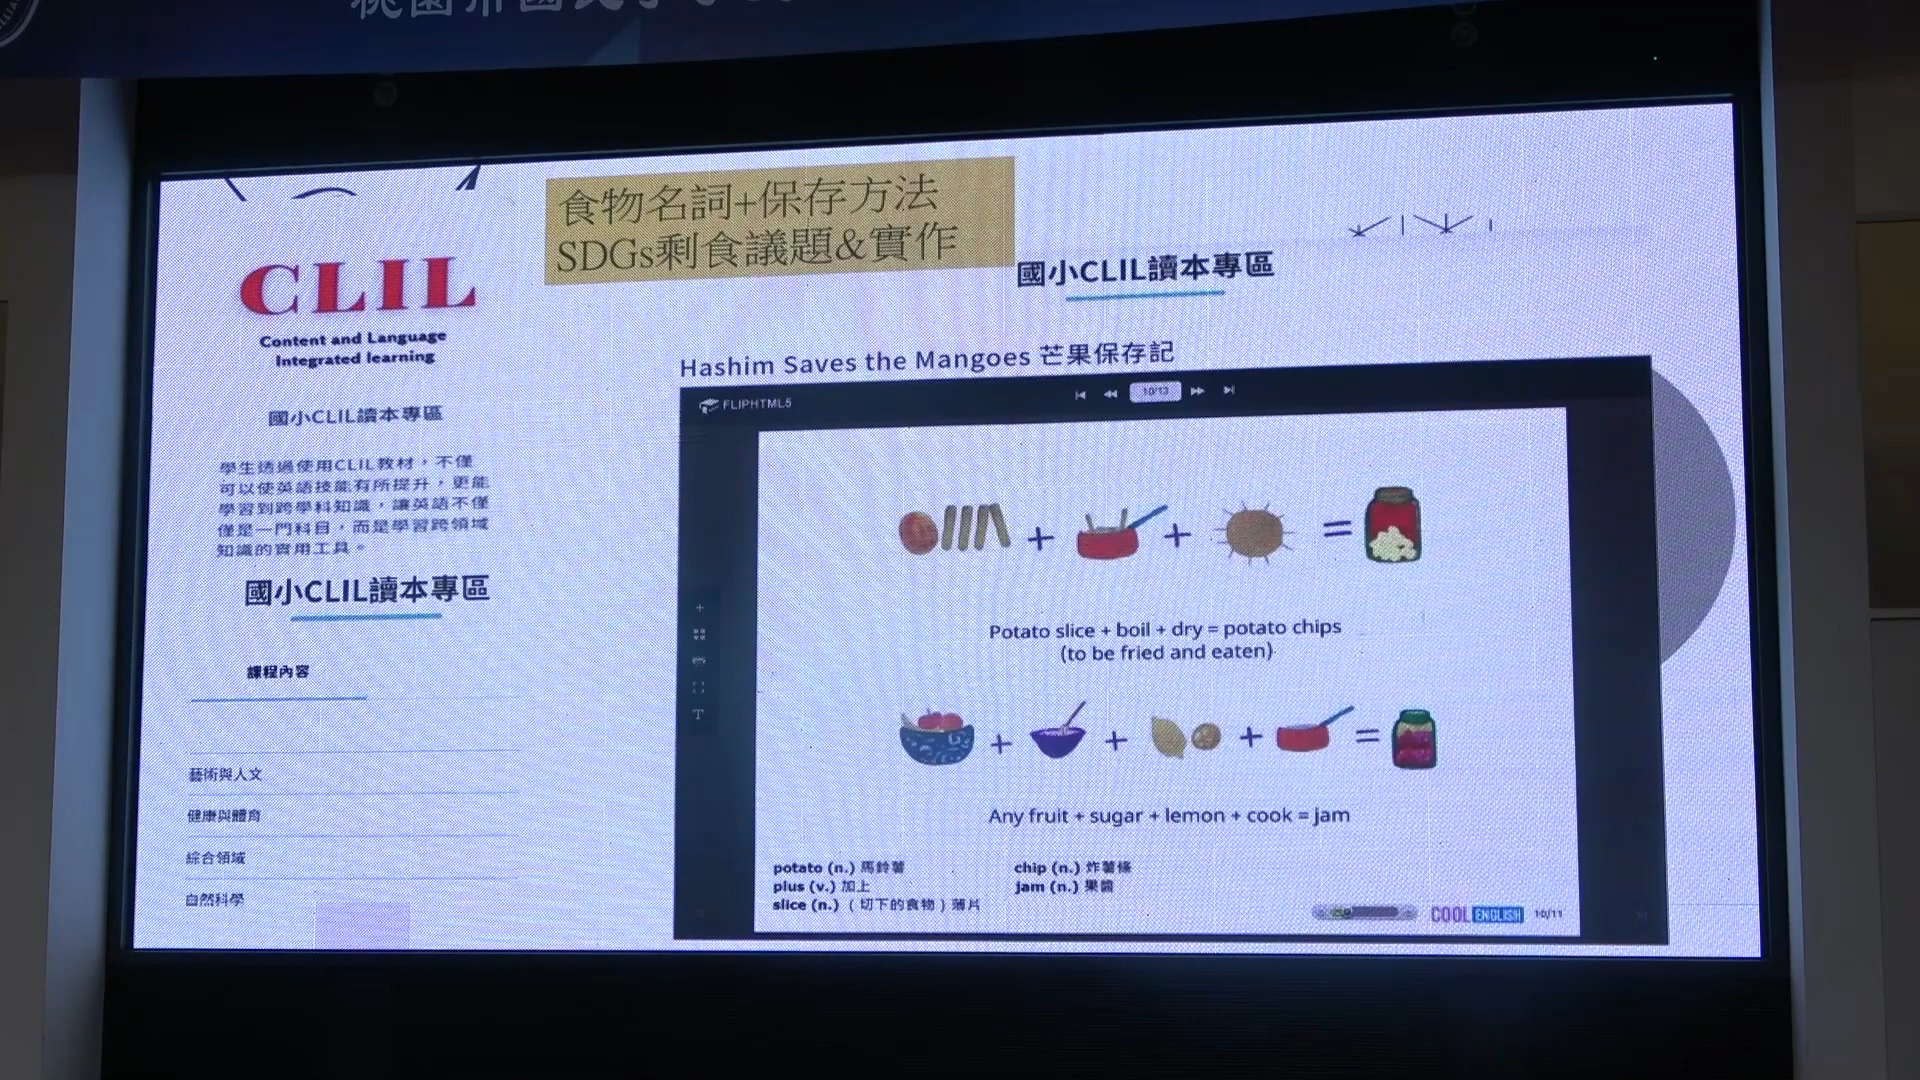 食物名詞+保存方法
SDGs剩食議題&實作
CLIL
Content and Language
Integrated learning
國小CLIL讀本專區
學生透過使用CLIL教材，不僅
可以使英語技能有所提升，更能
學習到跨學科知識，讓英語不僅
僅是一門科目，而是學習跨領域
知識的實用工具。
國小CLIL讀本專區
課程內容
藝術與人文
健康與體育
綜合領域
自然科學
國小CLIL讀本專區
Hashim Saves the Mangoes 芒果保存記
FLIPHTML5
10/13
+ + =
Potato slice + boil + dry = potato chips
(to be fried and eaten)
+ + + =
Any fruit + sugar + lemon + cook = jam
potato (n.) 馬鈴薯
plus (v.) 加上
slice (n.) （切下的食物）薄片
chip (n.) 炸薯條
jam (n.) 果醬
COOL ENGLISH 10/11